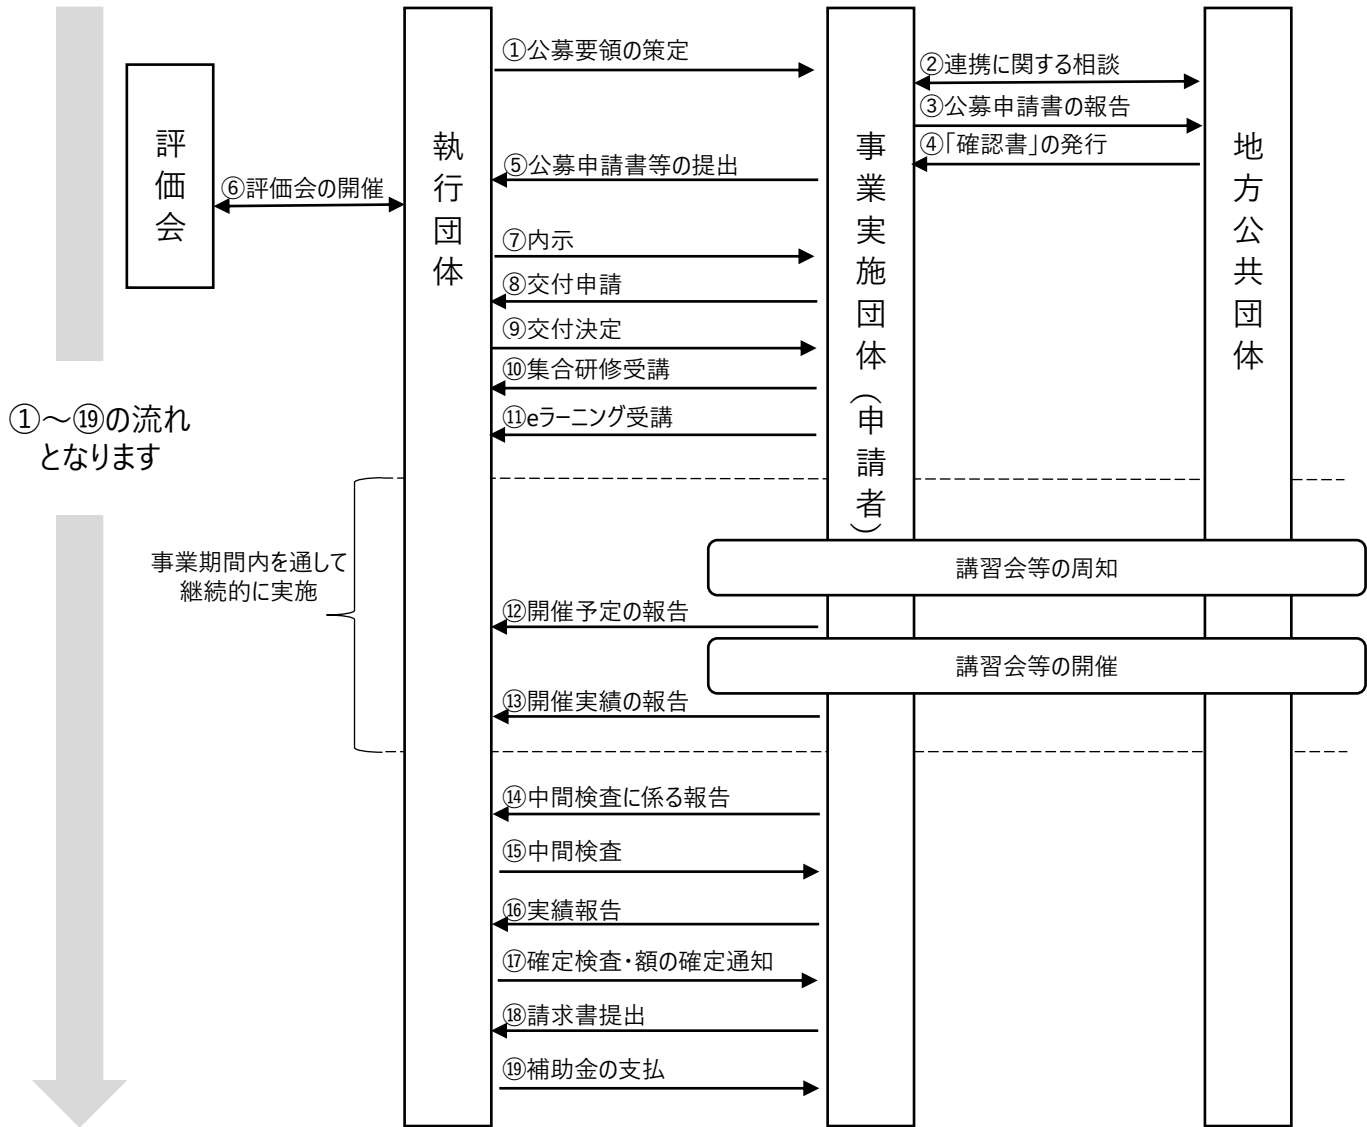 ①公募要領の策定
②連携に関する相談
③公募申請書の報告
④「確認書」の発行
評価会
執行団体
事業実施団体(申請者)
地方公共団体
⑤公募申請書等の提出
⑥評価会の開催
⑦内示
⑧交付申請
⑨交付決定
⑩集合研修受講
⑪eラーニング受講
①~⑲の流れ
となります
事業期間内を通して
継続的に実施
講習会等の周知
⑫開催予定の報告
講習会等の開催
⑬開催実績の報告
⑭中間検査に係る報告
⑮中間検査
⑯実績報告
⑰確定検査・額の確定通知
⑱請求書提出
⑲補助金の支払